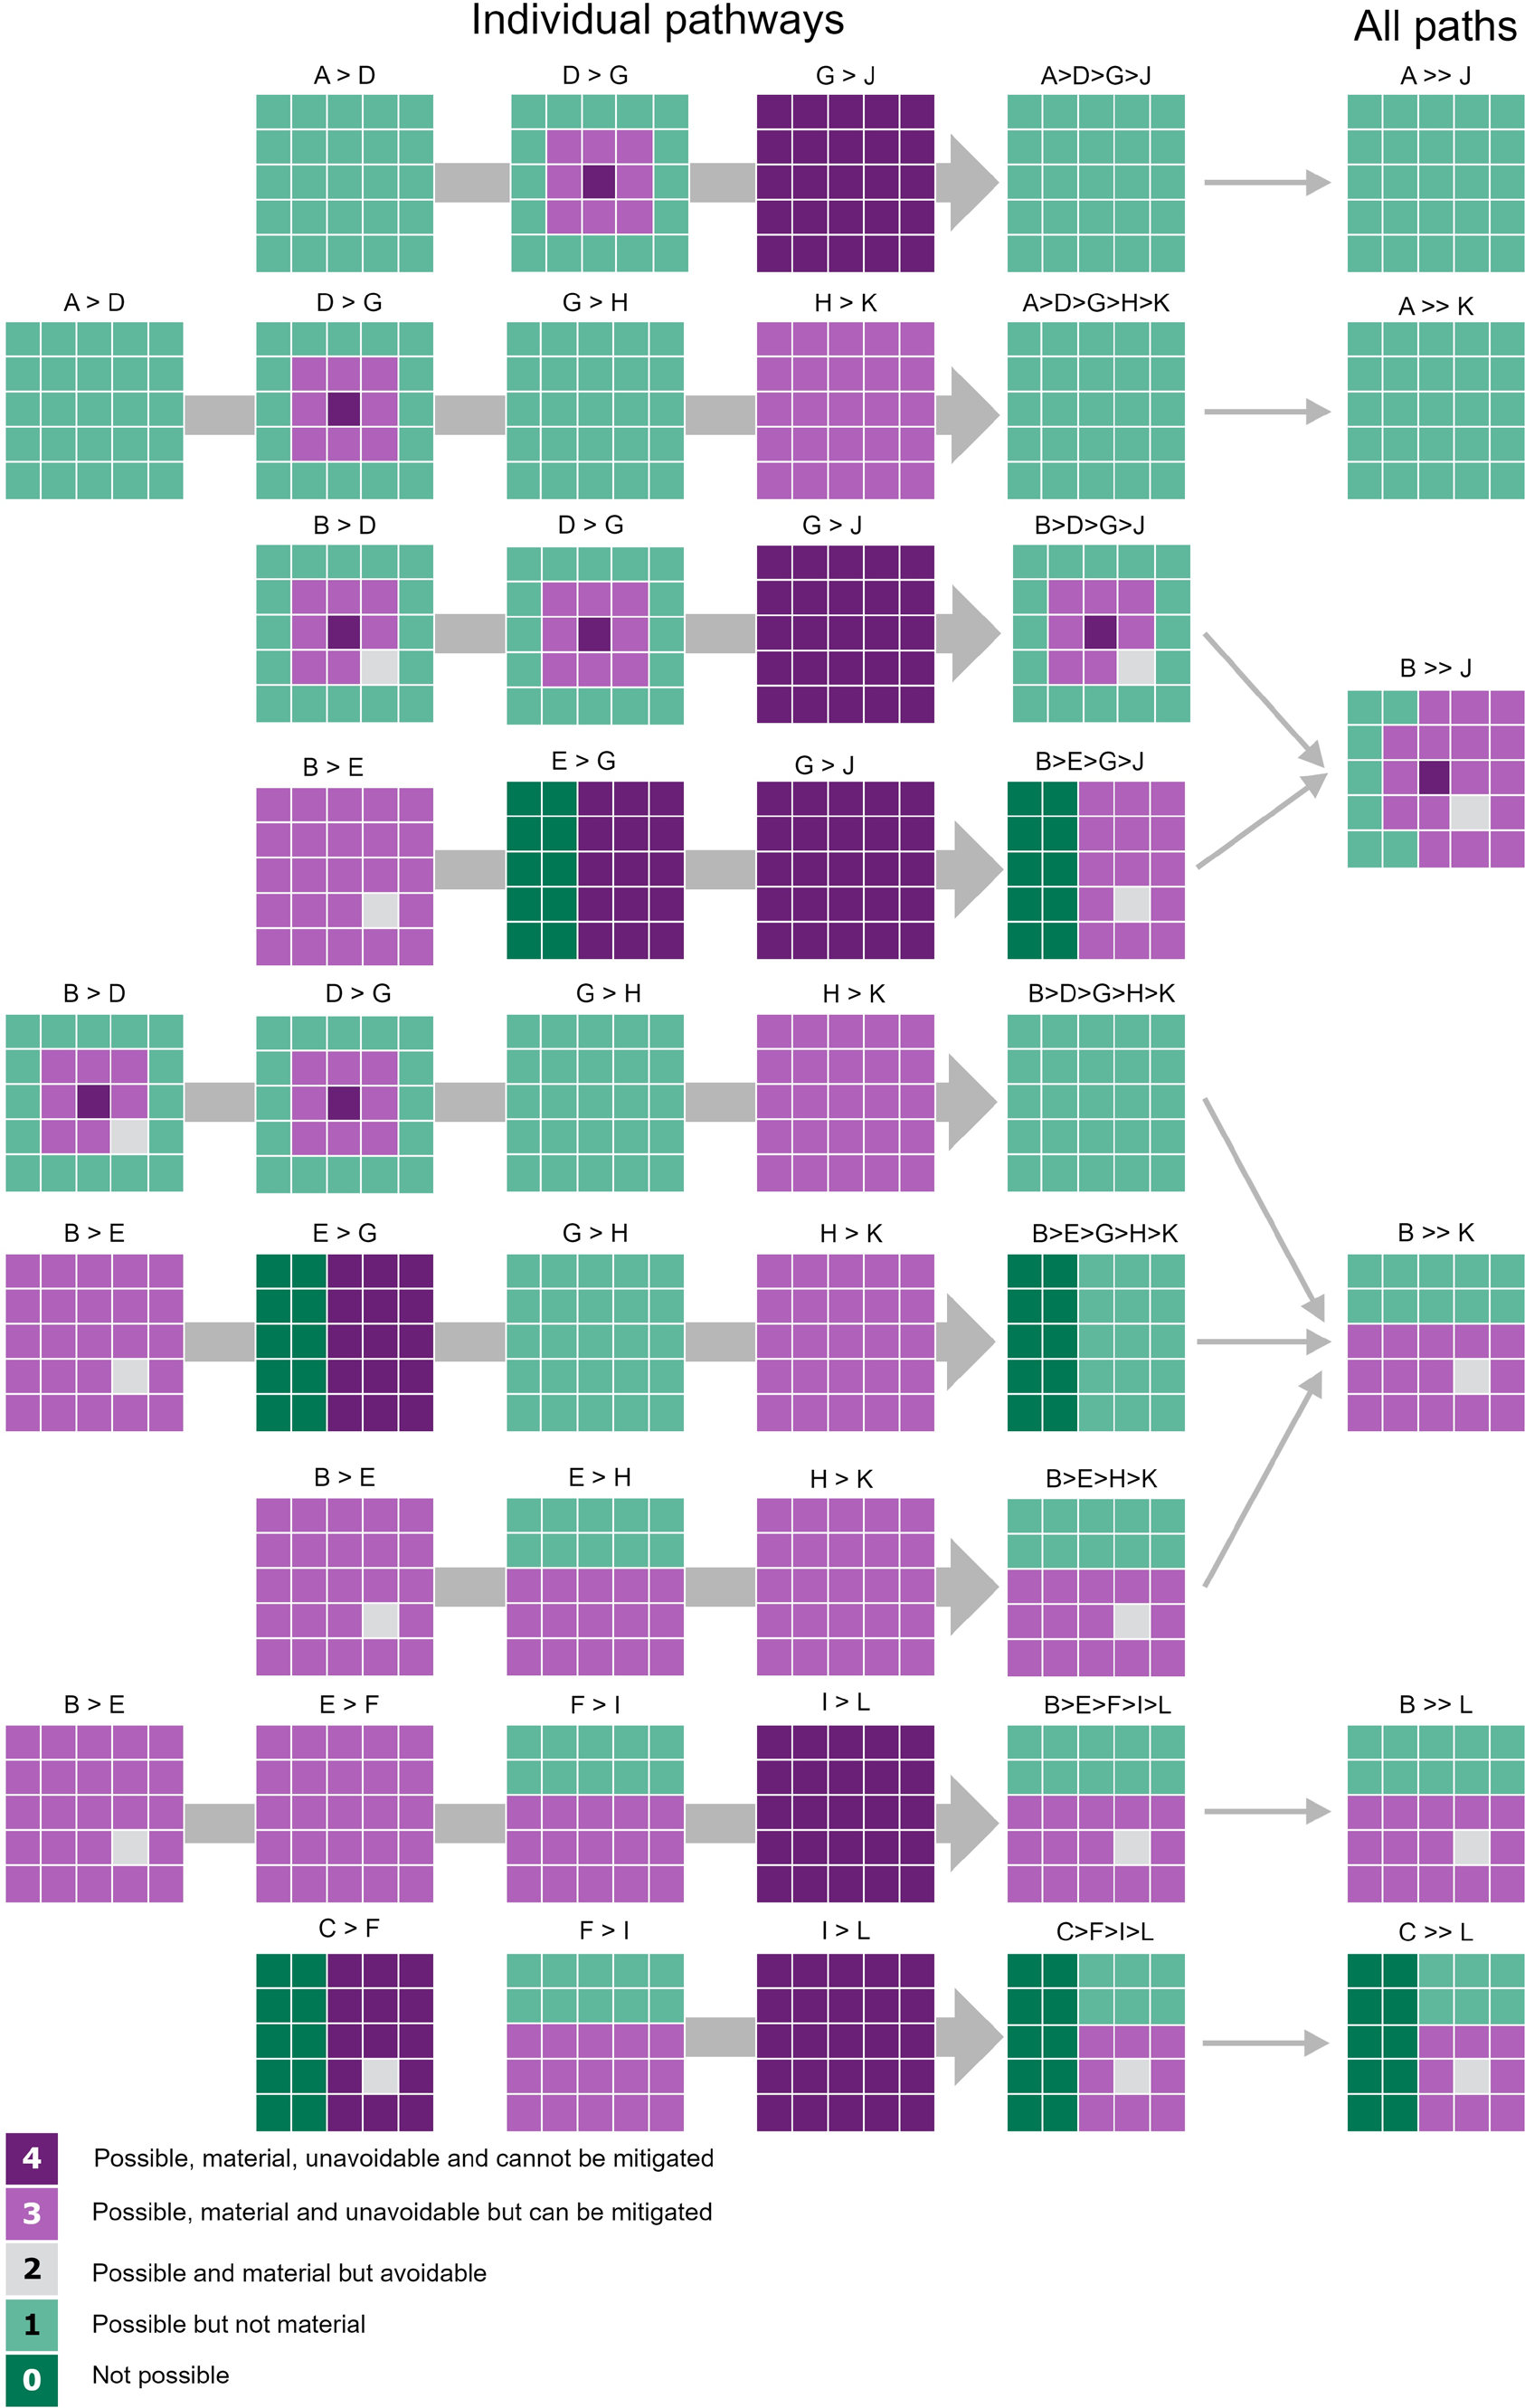 Individual pathways
All paths
A > D
D > G
G > J
A>D>G>J
A >> J
A > D
D > G
G > H
H > K
A>D>G>H>K
A >> K
B > D
D > G
G > J
B>D>G>J
B >> J
B > E
E > G
G > J
B>E>G>J
B > D
D > G
G > H
H > K
B>D>G>H>K
B > E
E > G
G > H
H > K
B>E>G>H>K
B >> K
B > E
E > H
H > K
B>E>H>K
B > E
E > F
F > I
I > L
B>E>F>I>L
B >> L
C > F
F > I
I > L
C>F>I>L
C >> L
4 Possible, material, unavoidable and cannot be mitigated
3 Possible, material and unavoidable but can be mitigated
2 Possible and material but avoidable
1 Possible but not material
0 Not possible